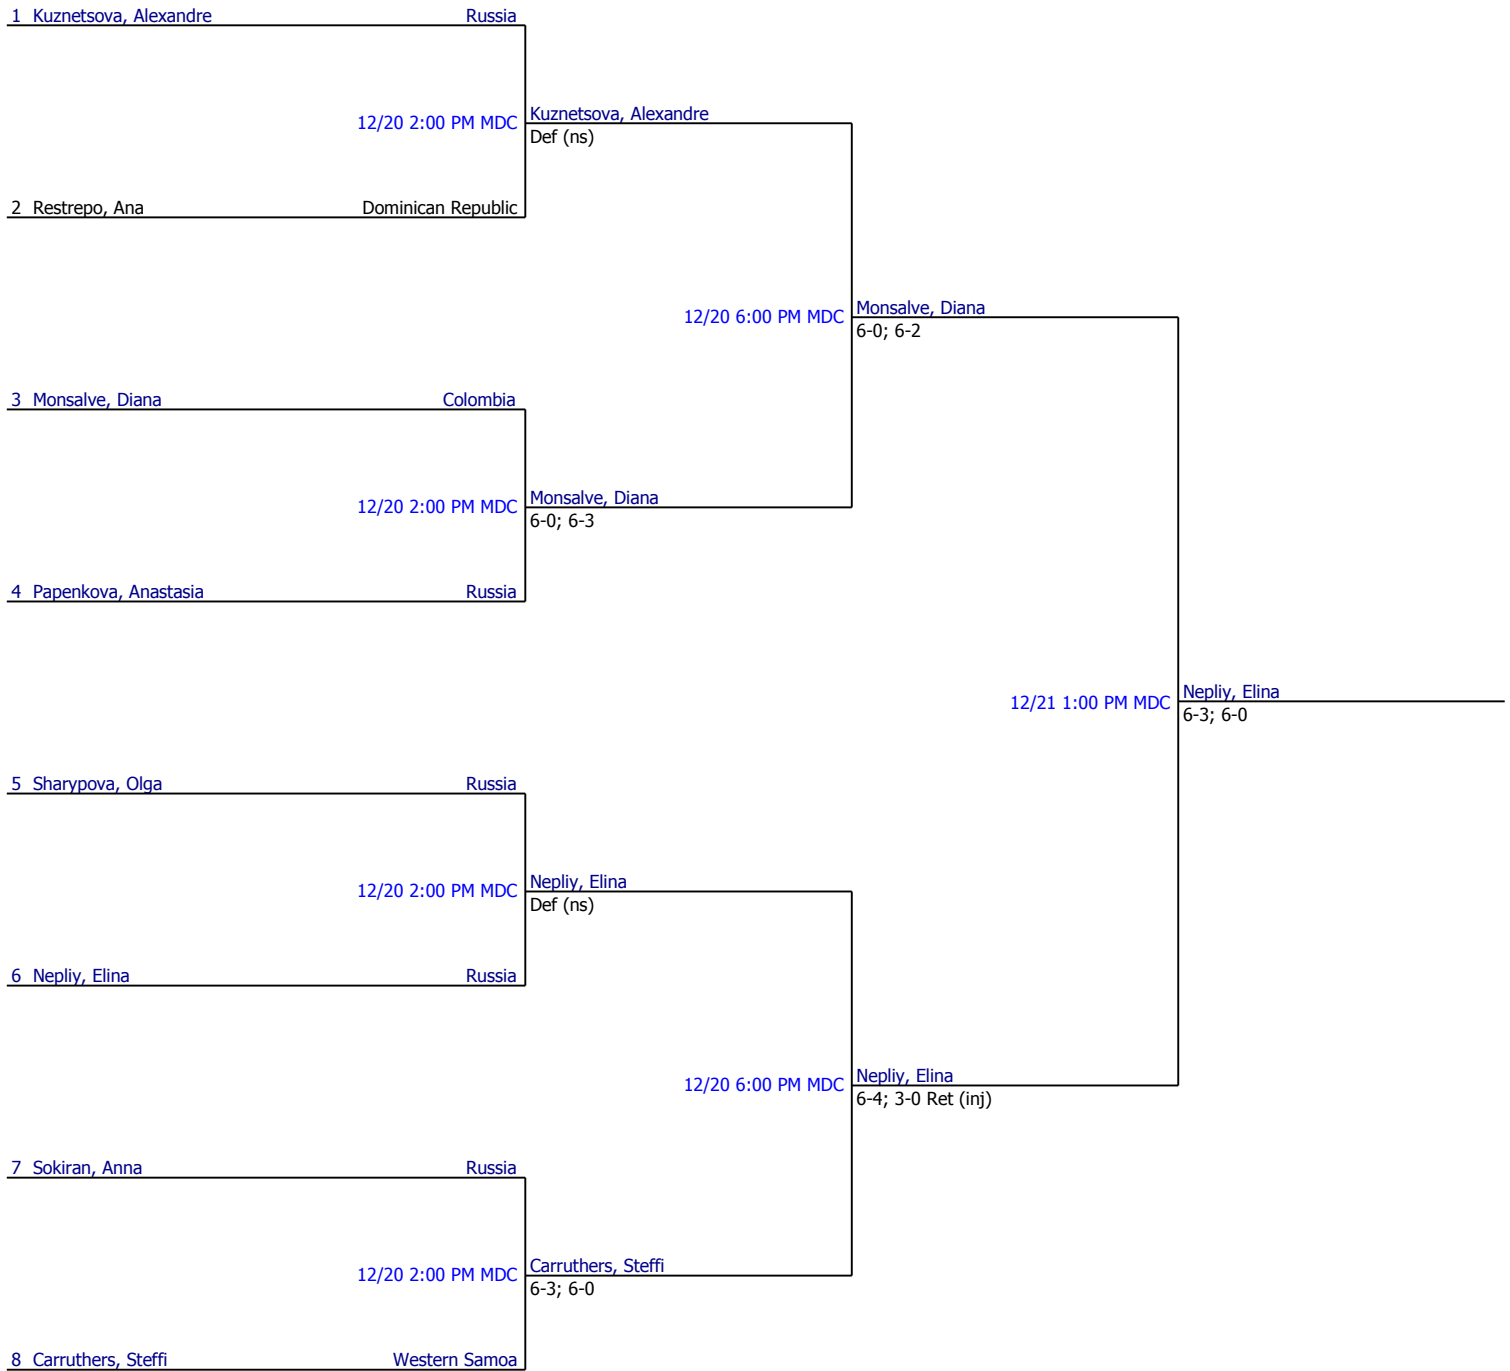 1 Kuznetsova, Alexandre Russia
12/20 2:00 PM MDC
Kuznetsova, Alexandre
Def (ns)
2 Restrepo, Ana Dominican Republic
12/20 6:00 PM MDC
Monsalve, Diana
6-0; 6-2
3 Monsalve, Diana Colombia
12/20 2:00 PM MDC
Monsalve, Diana
6-0; 6-3
4 Papenkova, Anastasia Russia
12/21 1:00 PM MDC
Nepliy, Elina
6-3; 6-0
5 Sharypova, Olga Russia
12/20 2:00 PM MDC
Nepliy, Elina
Def (ns)
6 Nepliy, Elina Russia
12/20 6:00 PM MDC
Nepliy, Elina
6-4; 3-0 Ret (inj)
7 Sokiran, Anna Russia
12/20 2:00 PM MDC
Carruthers, Steffi
6-3; 6-0
8 Carruthers, Steffi Western Samoa